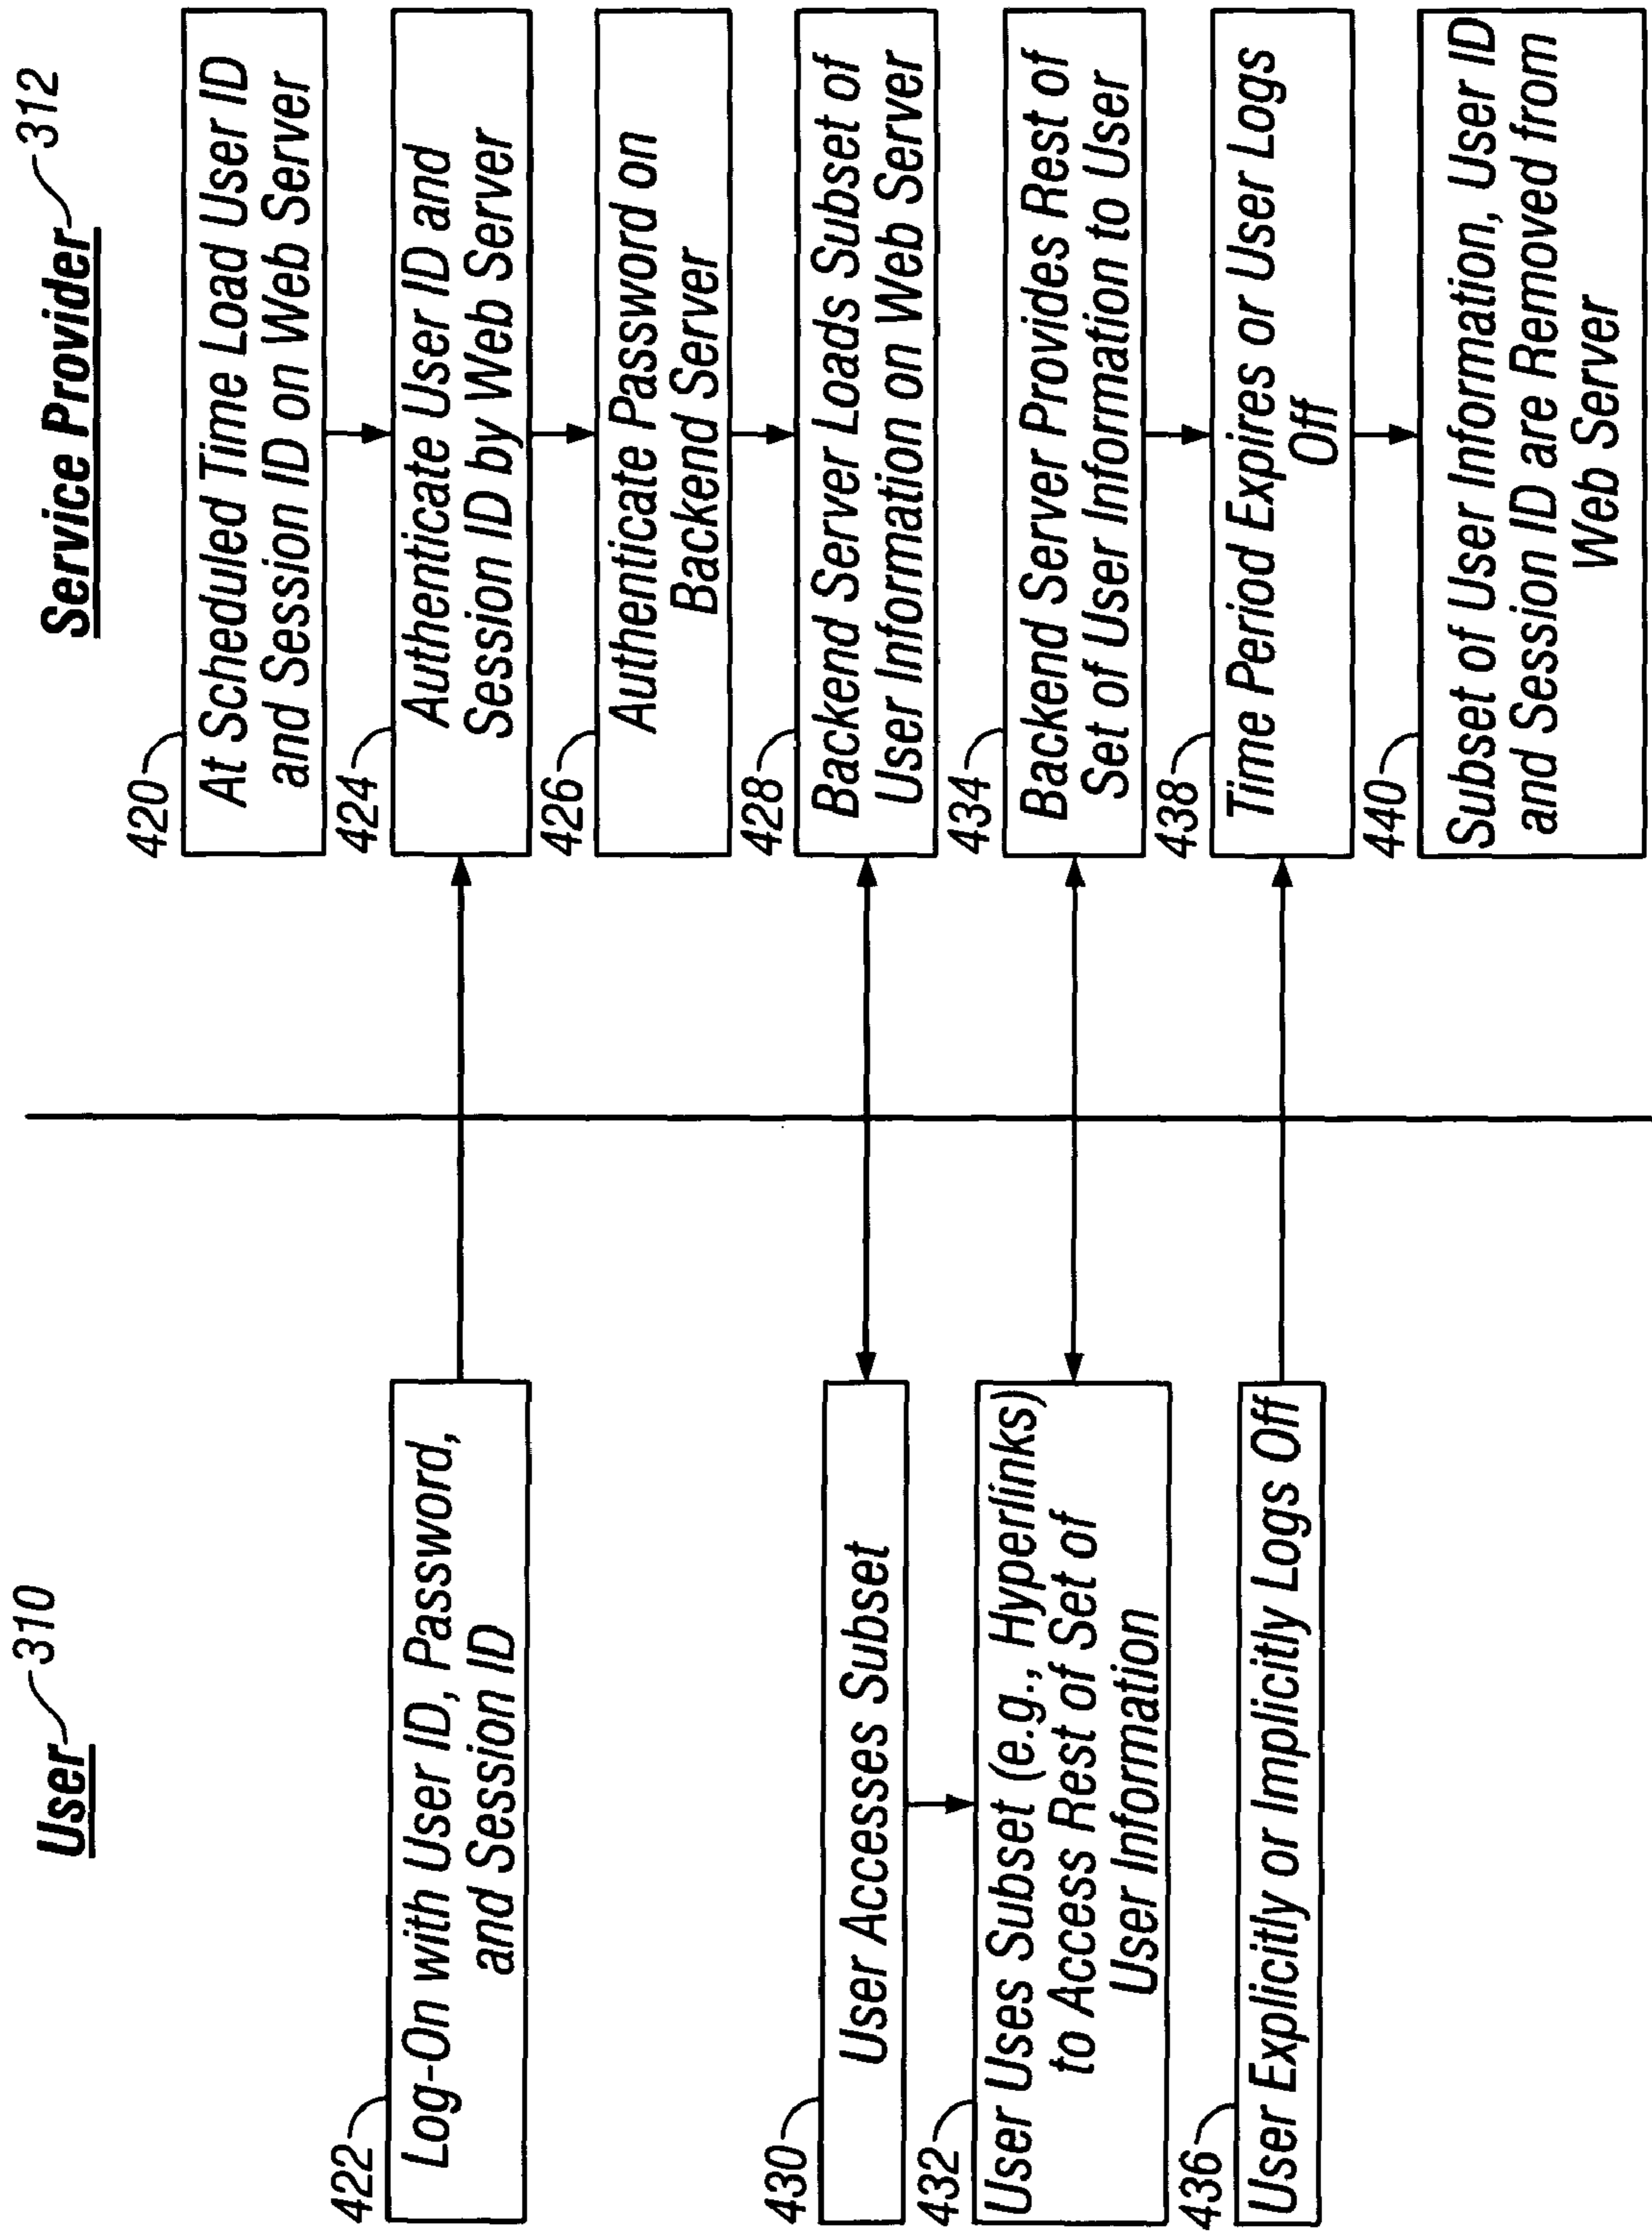 User 310
Service Provider 312
420
At Scheduled Time Load User ID
and Session ID on Web Server
422
Log-On with User ID, Password,
and Session ID
424
Authenticate User ID and
Session ID by Web Server
426
Authenticate Password on
Backend Server
428
Backend Server Loads Subset of
User Information on Web Server
430
User Accesses Subset
432
User Uses Subset (e.g., Hyperlinks)
to Access Rest of Set of
User Information
434
Backend Server Provides Rest of
Set of User Information to User
436
User Explicitly or Implicitly Logs Off
438
Time Period Expires or User Logs
Off
440
Subset of User Information, User ID
and Session ID are Removed from
Web Server